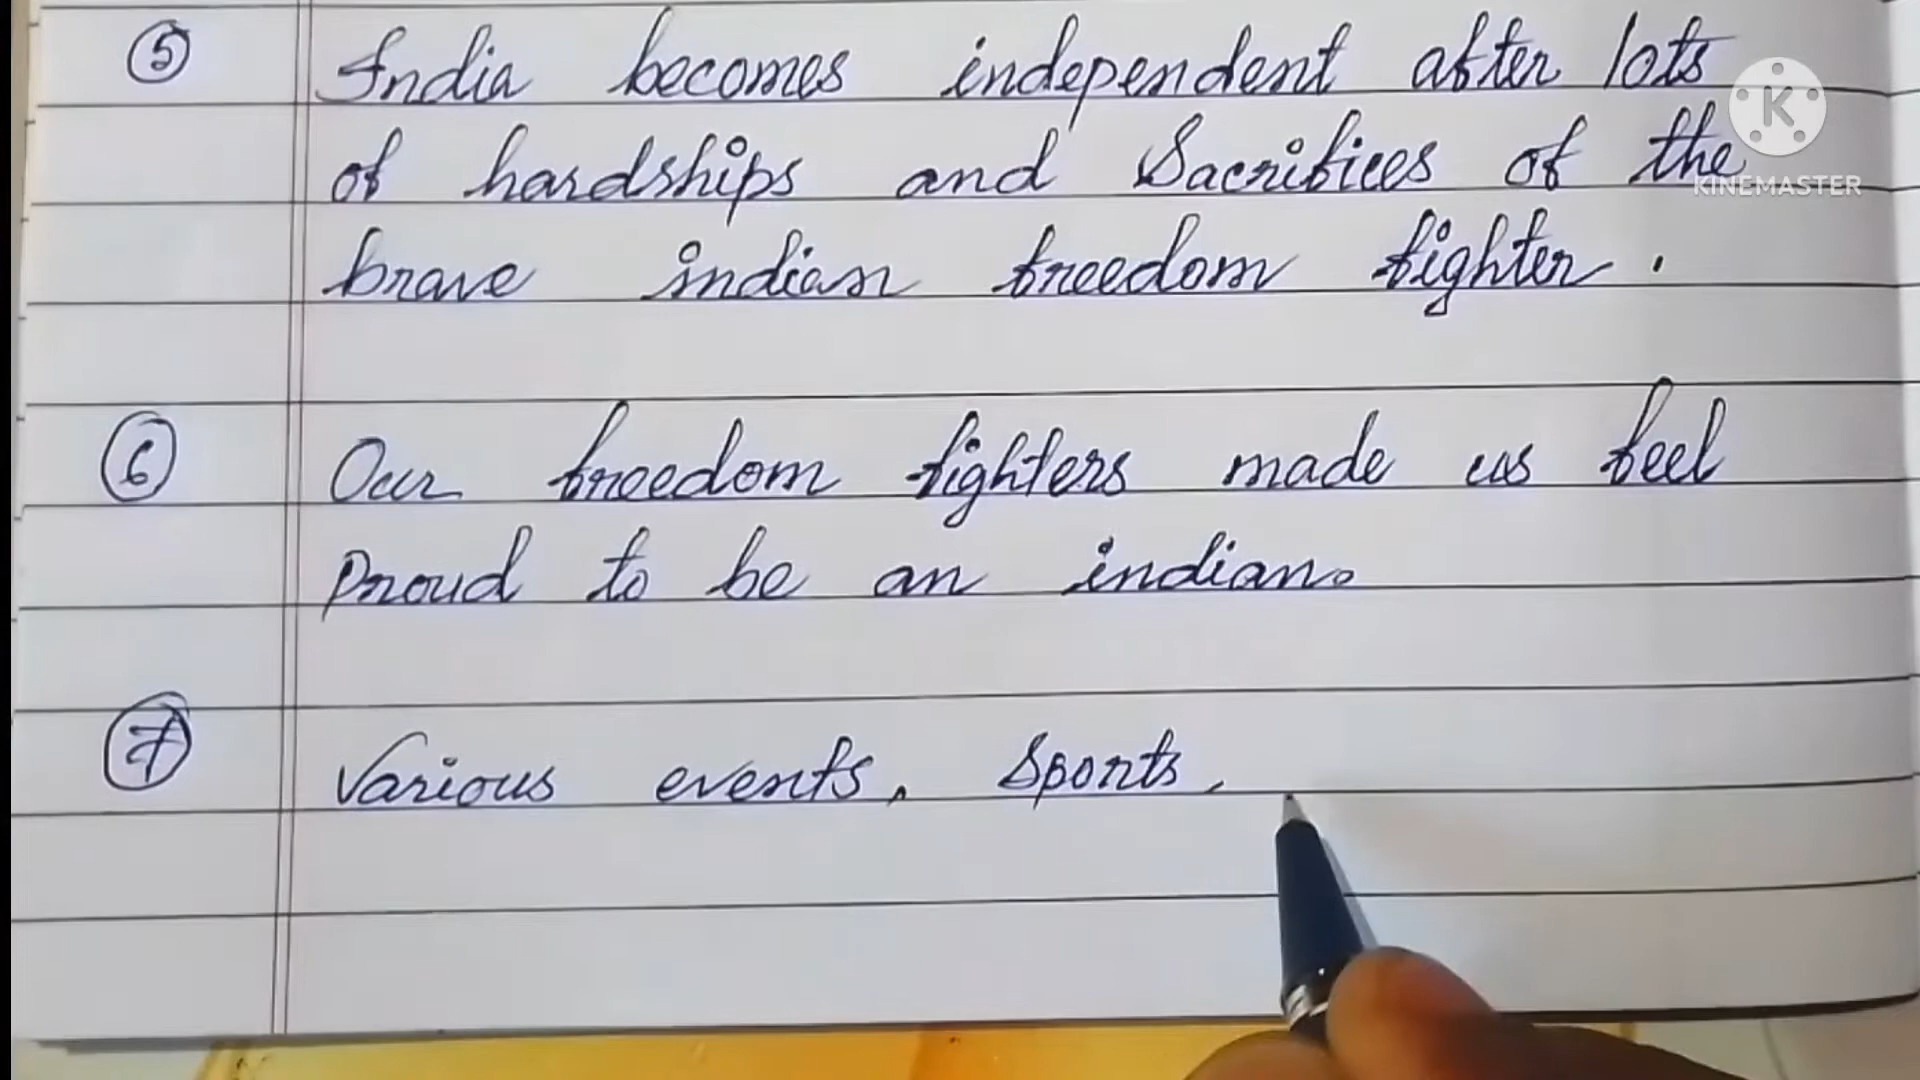 5 India becomes independent after lots
of hardships and Sacrifices of the
brave indian freedom fighter.
6 Our freedom fighters made us feel
Proud to be an indian.
7 Various events, Sports,
K
KINEMASTER